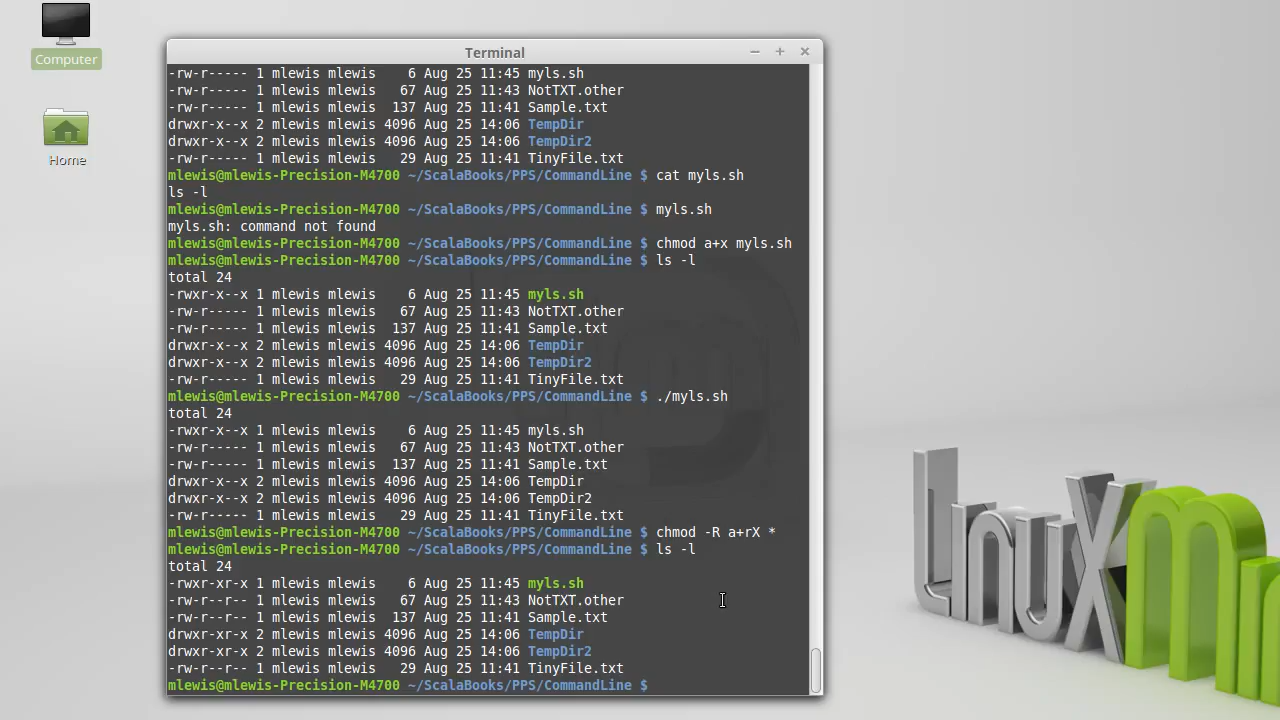 Computer
Home
Terminal
-rw-r----- 1 mlewis mlewis    6 Aug 25 11:45 myls.sh
-rw-r----- 1 mlewis mlewis   67 Aug 25 11:43 NotTXT.other
-rw-r----- 1 mlewis mlewis  137 Aug 25 11:41 Sample.txt
drwxr-x--x 2 mlewis mlewis 4096 Aug 25 14:06 TempDir
drwxr-x--x 2 mlewis mlewis 4096 Aug 25 14:06 TempDir2
-rw-r----- 1 mlewis mlewis   29 Aug 25 11:41 TinyFile.txt
mlewis@mlewis-Precision-M4700 ~/ScalaBooks/PPS/CommandLine $ cat myls.sh
ls -l
mlewis@mlewis-Precision-M4700 ~/ScalaBooks/PPS/CommandLine $ myls.sh
myls.sh: command not found
mlewis@mlewis-Precision-M4700 ~/ScalaBooks/PPS/CommandLine $ chmod a+x myls.sh
mlewis@mlewis-Precision-M4700 ~/ScalaBooks/PPS/CommandLine $ ls -l
total 24
-rwxr-x--x 1 mlewis mlewis    6 Aug 25 11:45 myls.sh
-rw-r----- 1 mlewis mlewis   67 Aug 25 11:43 NotTXT.other
-rw-r----- 1 mlewis mlewis  137 Aug 25 11:41 Sample.txt
drwxr-x--x 2 mlewis mlewis 4096 Aug 25 14:06 TempDir
drwxr-x--x 2 mlewis mlewis 4096 Aug 25 14:06 TempDir2
-rw-r----- 1 mlewis mlewis   29 Aug 25 11:41 TinyFile.txt
mlewis@mlewis-Precision-M4700 ~/ScalaBooks/PPS/CommandLine $ ./myls.sh
total 24
-rwxr-x--x 1 mlewis mlewis    6 Aug 25 11:45 myls.sh
-rw-r----- 1 mlewis mlewis   67 Aug 25 11:43 NotTXT.other
-rw-r----- 1 mlewis mlewis  137 Aug 25 11:41 Sample.txt
drwxr-x--x 2 mlewis mlewis 4096 Aug 25 14:06 TempDir
drwxr-x--x 2 mlewis mlewis 4096 Aug 25 14:06 TempDir2
-rw-r----- 1 mlewis mlewis   29 Aug 25 11:41 TinyFile.txt
mlewis@mlewis-Precision-M4700 ~/ScalaBooks/PPS/CommandLine $ chmod -R a+rX *
mlewis@mlewis-Precision-M4700 ~/ScalaBooks/PPS/CommandLine $ ls -l
total 24
-rwxr-xr-x 1 mlewis mlewis    6 Aug 25 11:45 myls.sh
-rw-r--r-- 1 mlewis mlewis   67 Aug 25 11:43 NotTXT.other
-rw-r--r-- 1 mlewis mlewis  137 Aug 25 11:41 Sample.txt
drwxr-xr-x 2 mlewis mlewis 4096 Aug 25 14:06 TempDir
drwxr-xr-x 2 mlewis mlewis 4096 Aug 25 14:06 TempDir2
-rw-r--r-- 1 mlewis mlewis   29 Aug 25 11:41 TinyFile.txt
mlewis@mlewis-Precision-M4700 ~/ScalaBooks/PPS/CommandLine $
LinuxMin